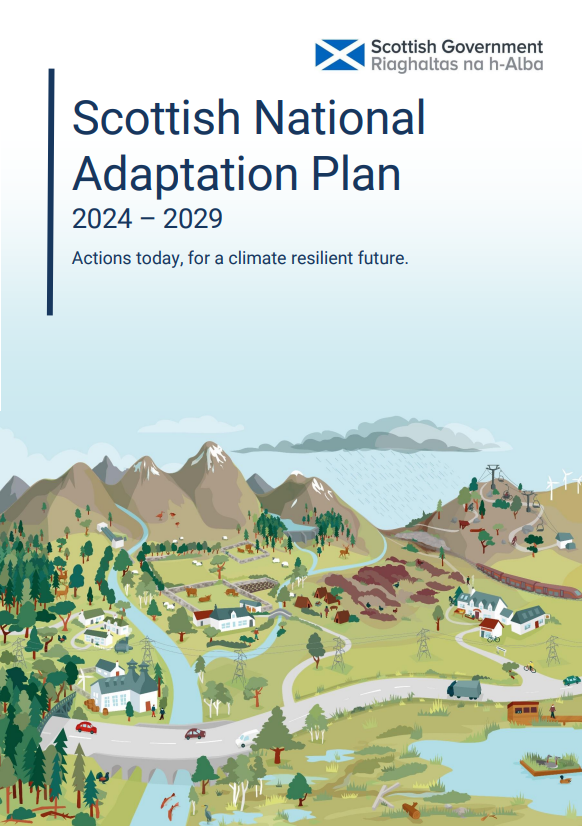 Scottish Government
Riaghaltas na h-Alba
Scottish National
Adaptation Plan
2024 – 2029
Actions today, for a climate resilient future.